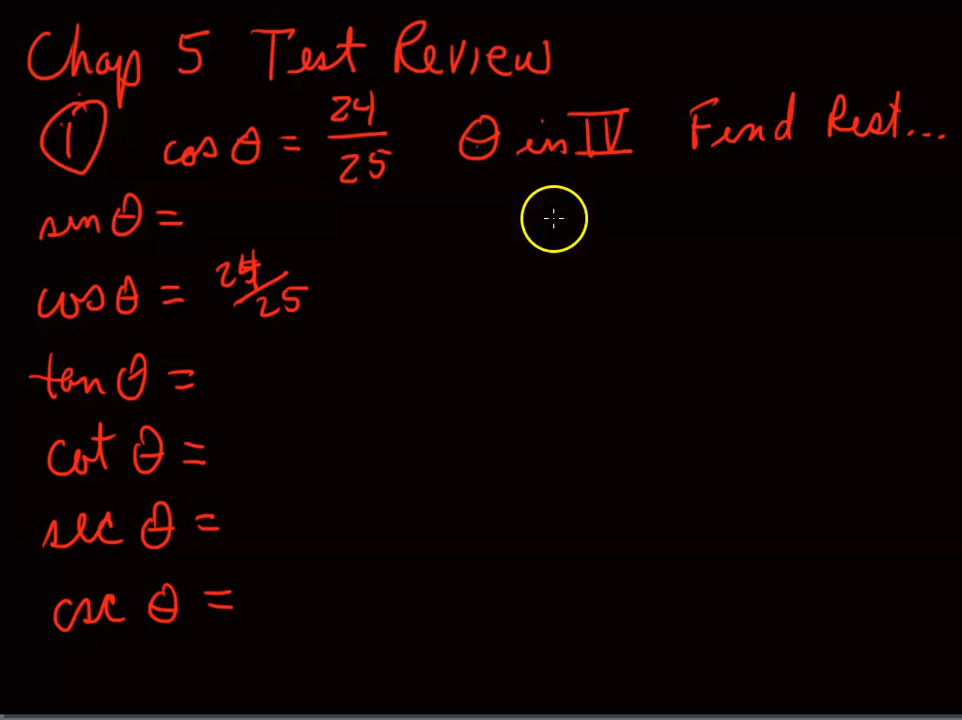 Chap 5 Test Review
① cos θ = 24/25 θ in IV Find Rest...
sin θ =
cos θ = 24/25
tan θ =
cot θ =
sec θ =
csc θ =